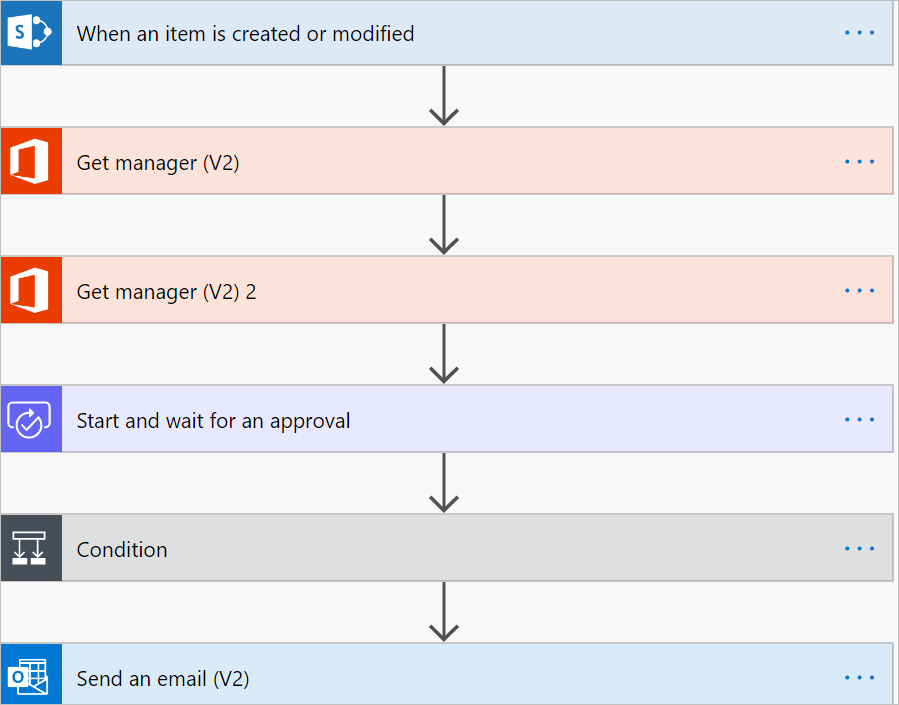 When an item is created or modified
Get manager (V2)
Get manager (V2) 2
Start and wait for an approval
Condition
Send an email (V2)